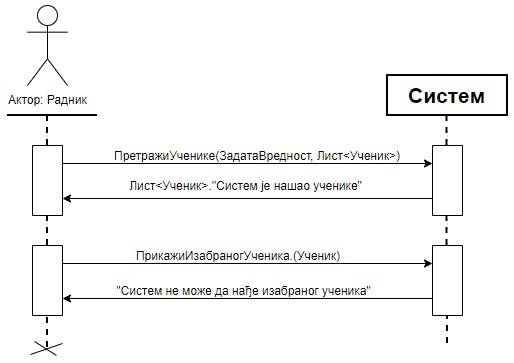 Актор: Радник
Систем
ПретражиУченике(ЗадатаВредност, Лист<Ученик>)
Лист<Ученик>."Систем је нашао ученике"
ПрикажиИзабраногУченика.(Ученик)
"Систем не може да нађе изабраног ученика"